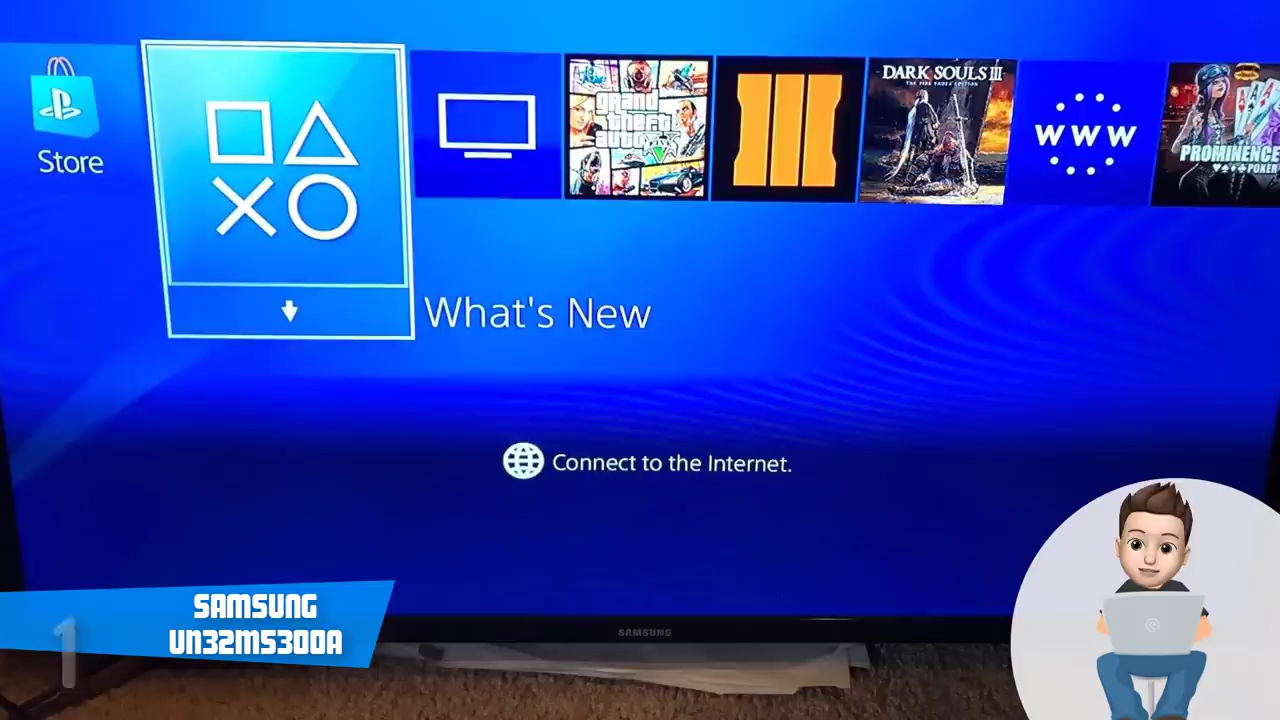 Store
grand
theft
auto
V
DARK SOULS III
THE FIRE FADES EDITION
WWW
PROMINENCE
POKER
What's New
Connect to the Internet.
SAMSUNG
1
SAMSUNG
UN32M5300A